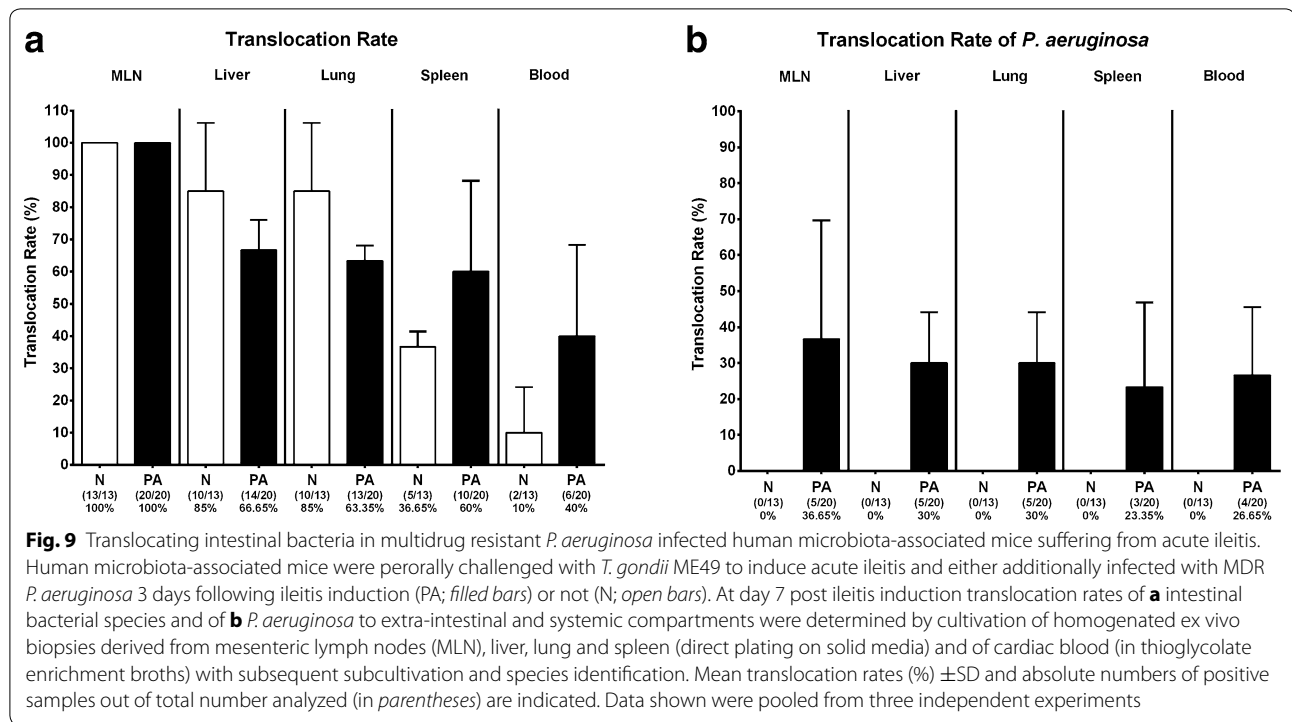 a
Translocation Rate
MLN Liver Lung Spleen Blood
Translocation Rate (%)
110
100
90
80
70
60
50
40
30
20
10
0
N PA N PA N PA N PA N PA
(13/13) (20/20) (10/13) (14/20) (10/13) (13/20) (5/13) (10/20) (2/13) (6/20)
100% 100% 85% 66.65% 85% 63.35% 36.65% 60% 10% 40%
b
Translocation Rate of P. aeruginosa
MLN Liver Lung Spleen Blood
Translocation Rate (%)
100
90
80
70
60
50
40
30
20
10
0
N PA N PA N PA N PA N PA
(0/13) (5/20) (0/13) (5/20) (0/13) (5/20) (0/13) (3/20) (0/13) (4/20)
0% 36.65% 0% 30% 0% 30% 0% 23.35% 0% 26.65%
Fig. 9 Translocating intestinal bacteria in multidrug resistant P. aeruginosa infected human microbiota-associated mice suffering from acute ileitis.
Human microbiota-associated mice were perorally challenged with T. gondii ME49 to induce acute ileitis and either additionally infected with MDR
P. aeruginosa 3 days following ileitis induction (PA; filled bars) or not (N; open bars). At day 7 post ileitis induction translocation rates of a intestinal
bacterial species and of b P. aeruginosa to extra-intestinal and systemic compartments were determined by cultivation of homogenated ex vivo
biopsies derived from mesenteric lymph nodes (MLN), liver, lung and spleen (direct plating on solid media) and of cardiac blood (in thioglycolate
enrichment broths) with subsequent subcultivation and species identification. Mean translocation rates (%) ±SD and absolute numbers of positive
samples out of total number analyzed (in parentheses) are indicated. Data shown were pooled from three independent experiments